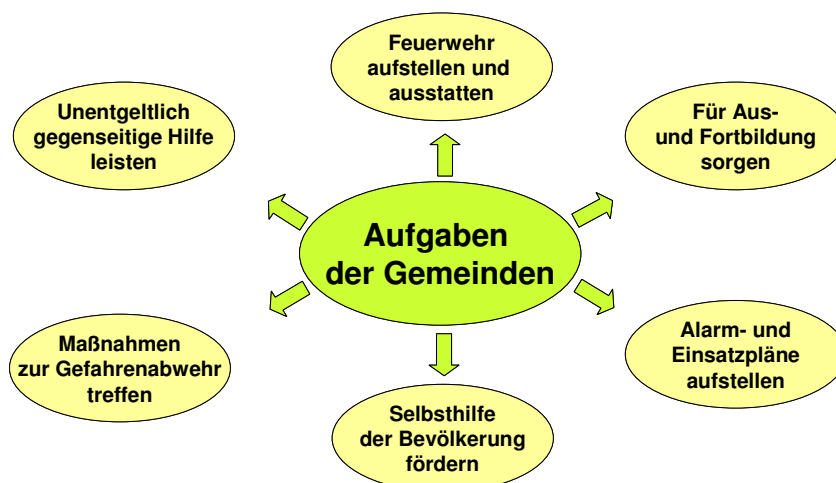 Feuerwehr
aufstellen und
ausstatten
Unentgeltlich
gegenseitige Hilfe
leisten
Für Aus-
und Fortbildung
sorgen
Aufgaben
der Gemeinden
Maßnahmen
zur Gefahrenabwehr
treffen
Alarm- und
Einsatzpläne
aufstellen
Selbsthilfe
der Bevölkerung
fördern